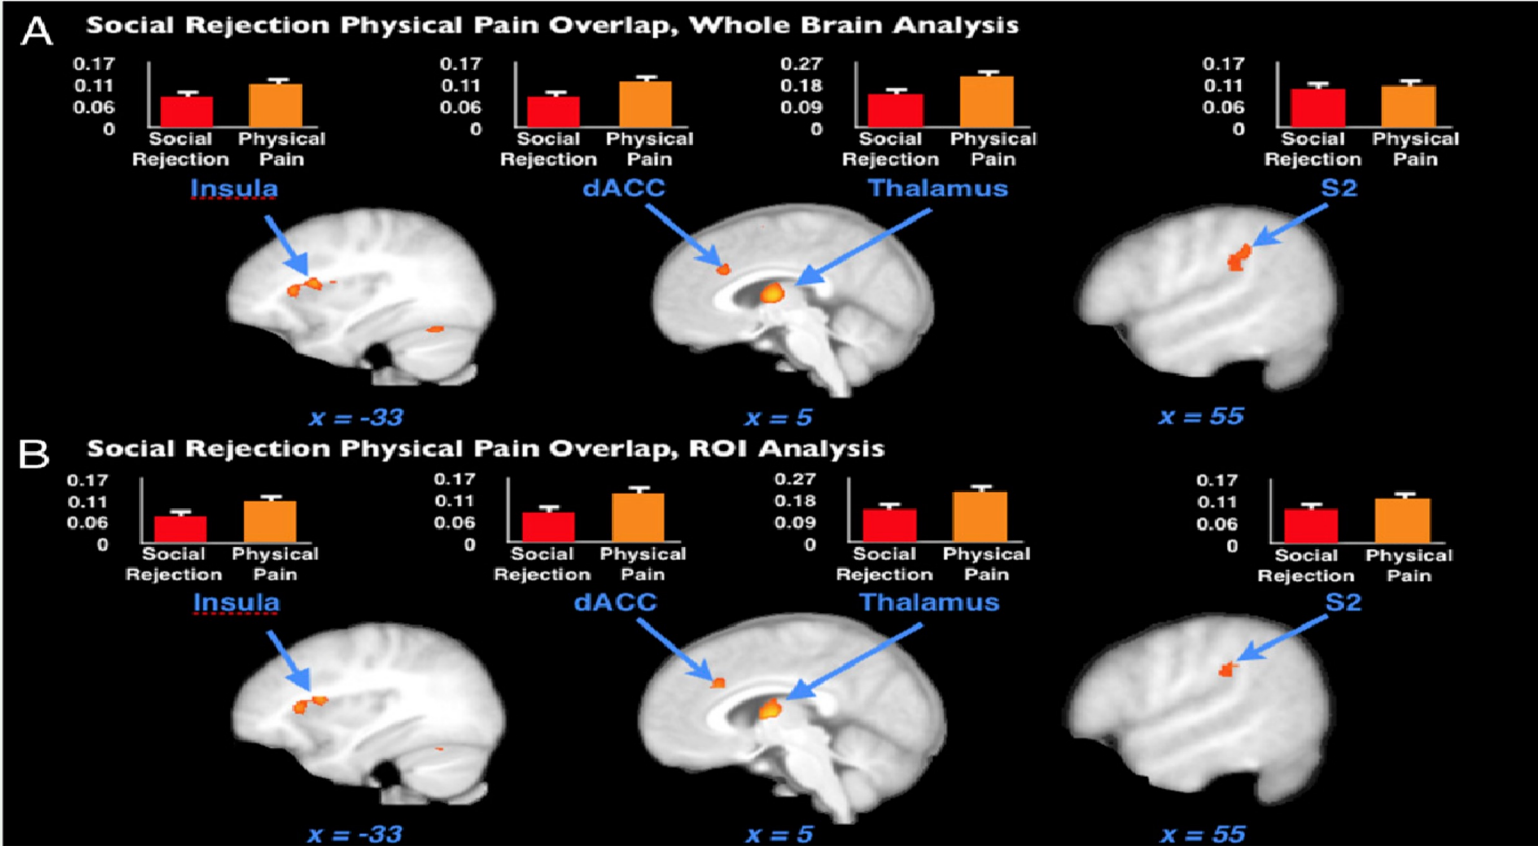 A
Social Rejection Physical Pain Overlap, Whole Brain Analysis
0.17
0.11
0.06
0
Social Rejection
Physical Pain
Insula
0.17
0.11
0.06
0
Social Rejection
Physical Pain
dACC
0.27
0.18
0.09
0
Social Rejection
Physical Pain
Thalamus
0.17
0.11
0.06
0
Social Rejection
Physical Pain
S2
x = -33
x = 5
x = 55
B
Social Rejection Physical Pain Overlap, ROI Analysis
0.17
0.11
0.06
0
Social Rejection
Physical Pain
Insula
0.17
0.11
0.06
0
Social Rejection
Physical Pain
dACC
0.27
0.18
0.09
0
Social Rejection
Physical Pain
Thalamus
0.17
0.11
0.06
0
Social Rejection
Physical Pain
S2
x = -33
x = 5
x = 55